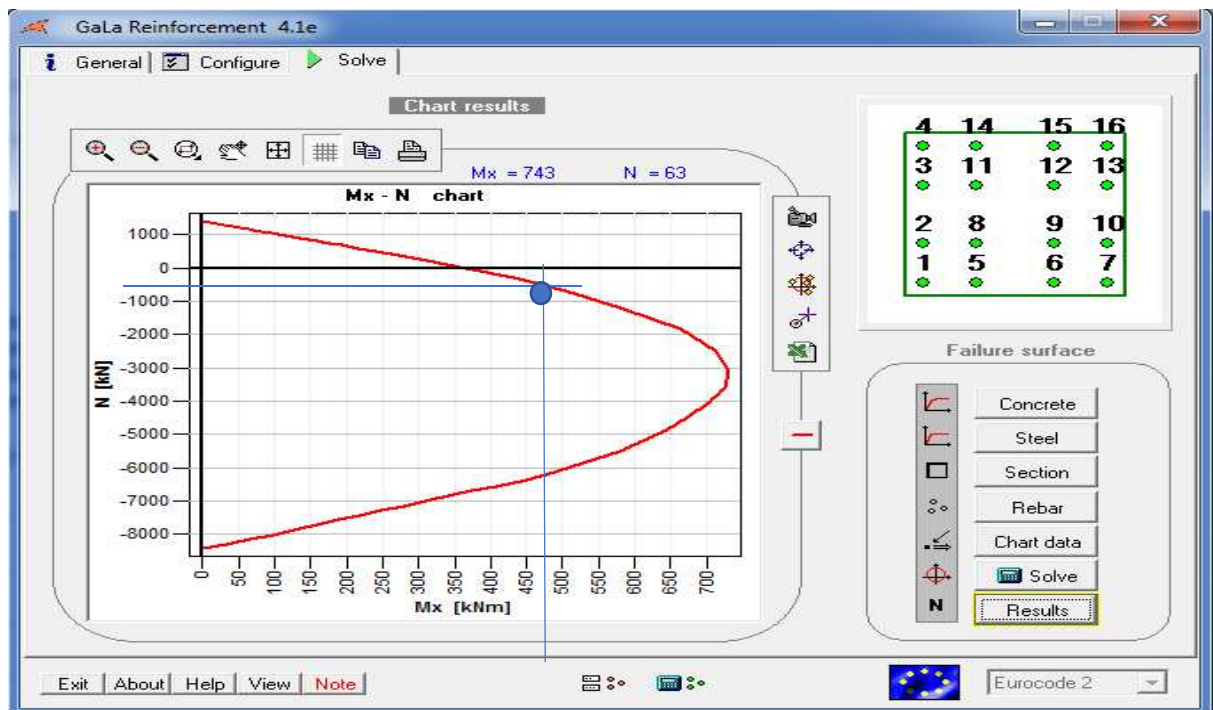 GaLa Reinforcement 4.1e
General Configure Solve
Chart results
Mx = 743 N = 63
Mx - N chart
1000
0
-1000
-2000
-3000
-4000
-5000
-6000
-7000
-8000
N [kN]
0 50 100 150 200 250 300 350 400 450 500 550 600 650 700
Mx [kNm]
4 14 15 16
3 11 12 13
2 8 9 10
1 5 6 7
Failure surface
Concrete
Steel
Section
Rebar
Chart data
Solve
N Results
Exit About Help View Note Eurocode 2